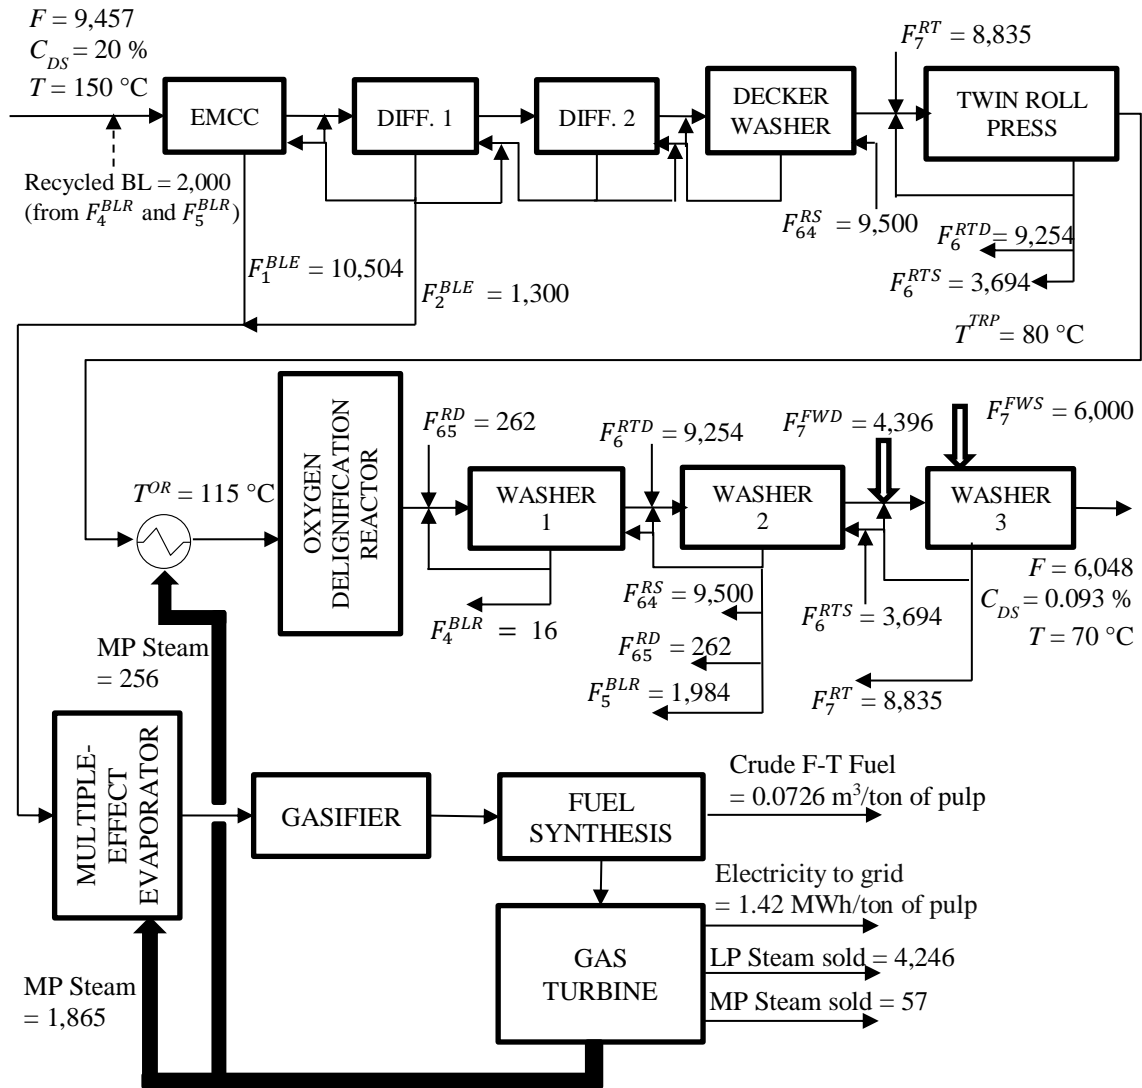 F = 9,457
C_DS = 20 %
T = 150 °C
EMCC
DIFF. 1
DIFF. 2
DECKER
WASHER
F_7^RT = 8,835
TWIN ROLL
PRESS
Recycled BL = 2,000
(from F_4^BLR and F_5^BLR)
F_64^RS = 9,500
F_6^RTD = 9,254
F_6^RTS = 3,694
F_1^BLE = 10,504
F_2^BLE = 1,300
T^TRP = 80 °C
T^OR = 115 °C
OXYGEN
DELIGNIFICATION
REACTOR
F_65^RD = 262
F_6^RTD = 9,254
F_7^FWD = 4,396
F_7^FWS = 6,000
WASHER
1
WASHER
2
WASHER
3
F_4^BLR = 16
F_64^RS = 9,500
F_65^RD = 262
F_5^BLR = 1,984
F_6^RTS = 3,694
F_7^RT = 8,835
F = 6,048
C_DS = 0.093 %
T = 70 °C
MP Steam
= 256
MULTIPLE-
EFFECT
EVAPORATOR
GASIFIER
FUEL
SYNTHESIS
Crude F-T Fuel
= 0.0726 m³/ton of pulp
GAS
TURBINE
Electricity to grid
= 1.42 MWh/ton of pulp
LP Steam sold = 4,246
MP Steam sold = 57
MP Steam
= 1,865